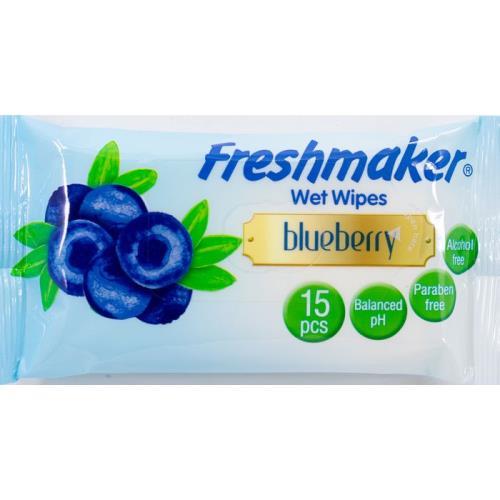 Freshmaker®
Wet Wipes
blueberry
Alcohol
free
15
pcs
Balanced
pH
Paraben
free